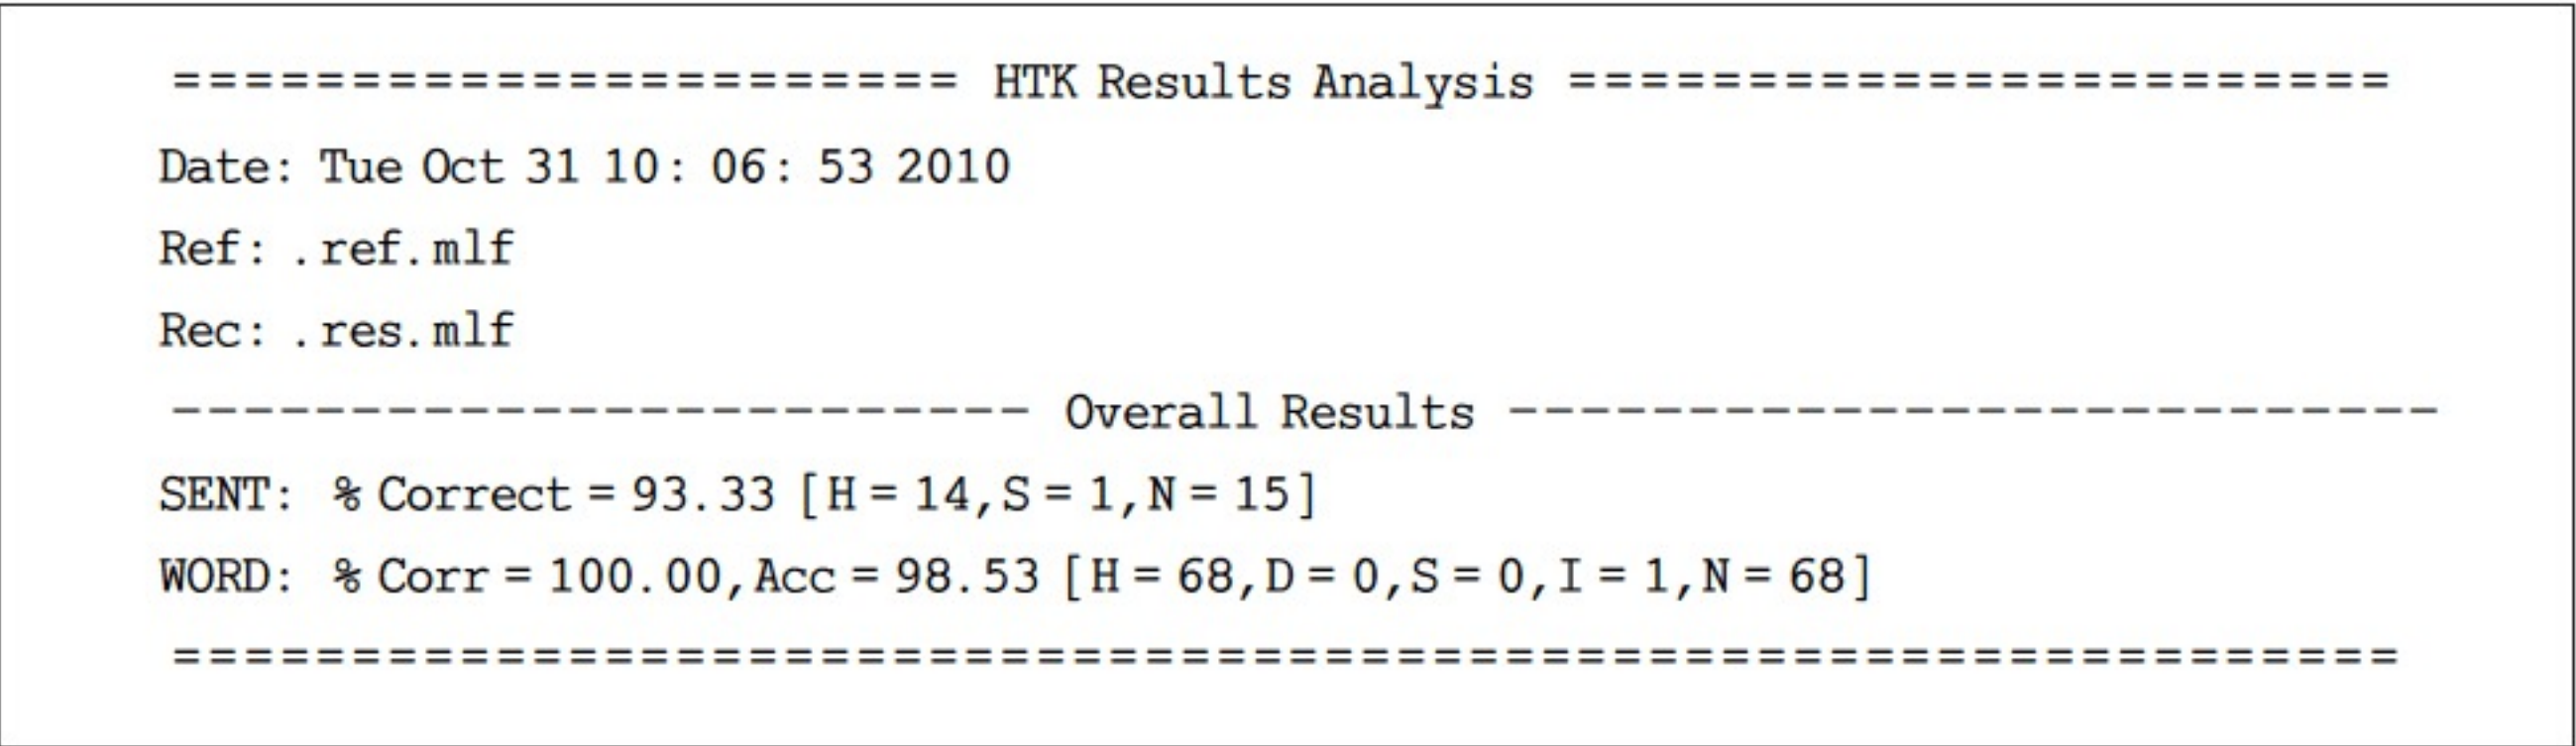 ====================== HTK Results Analysis =======================
Date: Tue Oct 31 10: 06: 53 2010
Ref: .ref.mlf
Rec: .res.mlf
------------------------ Overall Results --------------------------
SENT: % Correct = 93.33 [H = 14,S = 1,N = 15]
WORD: % Corr = 100.00,Acc = 98.53 [H = 68,D = 0,S = 0,I = 1,N = 68]
==============================================================